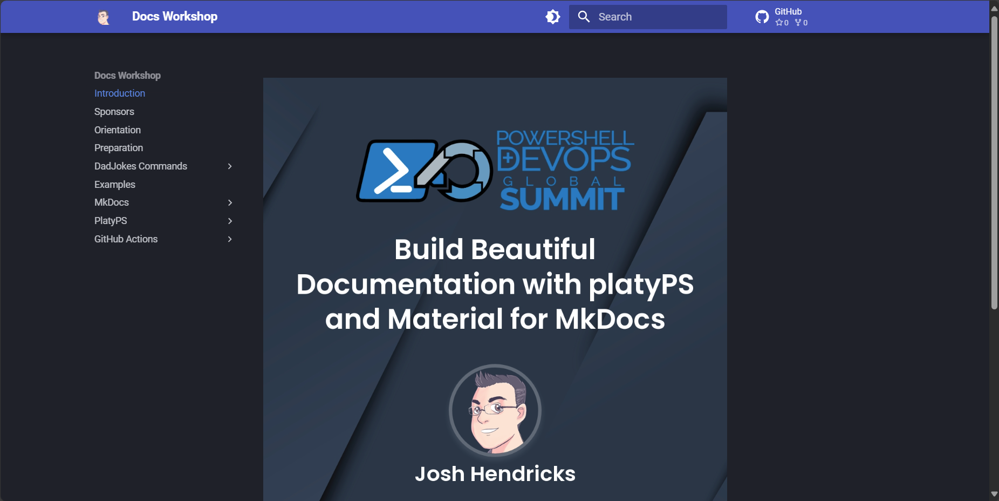 Docs Workshop
Search
GitHub
0 0
Docs Workshop
Introduction
Sponsors
Orientation
Preparation
DadJokes Commands
Examples
MkDocs
PlatyPS
GitHub Actions
POWERSHELL
+ DEVOPS
GLOBAL
SUMMIT
Build Beautiful
Documentation with platyPS
and Material for MkDocs
Josh Hendricks